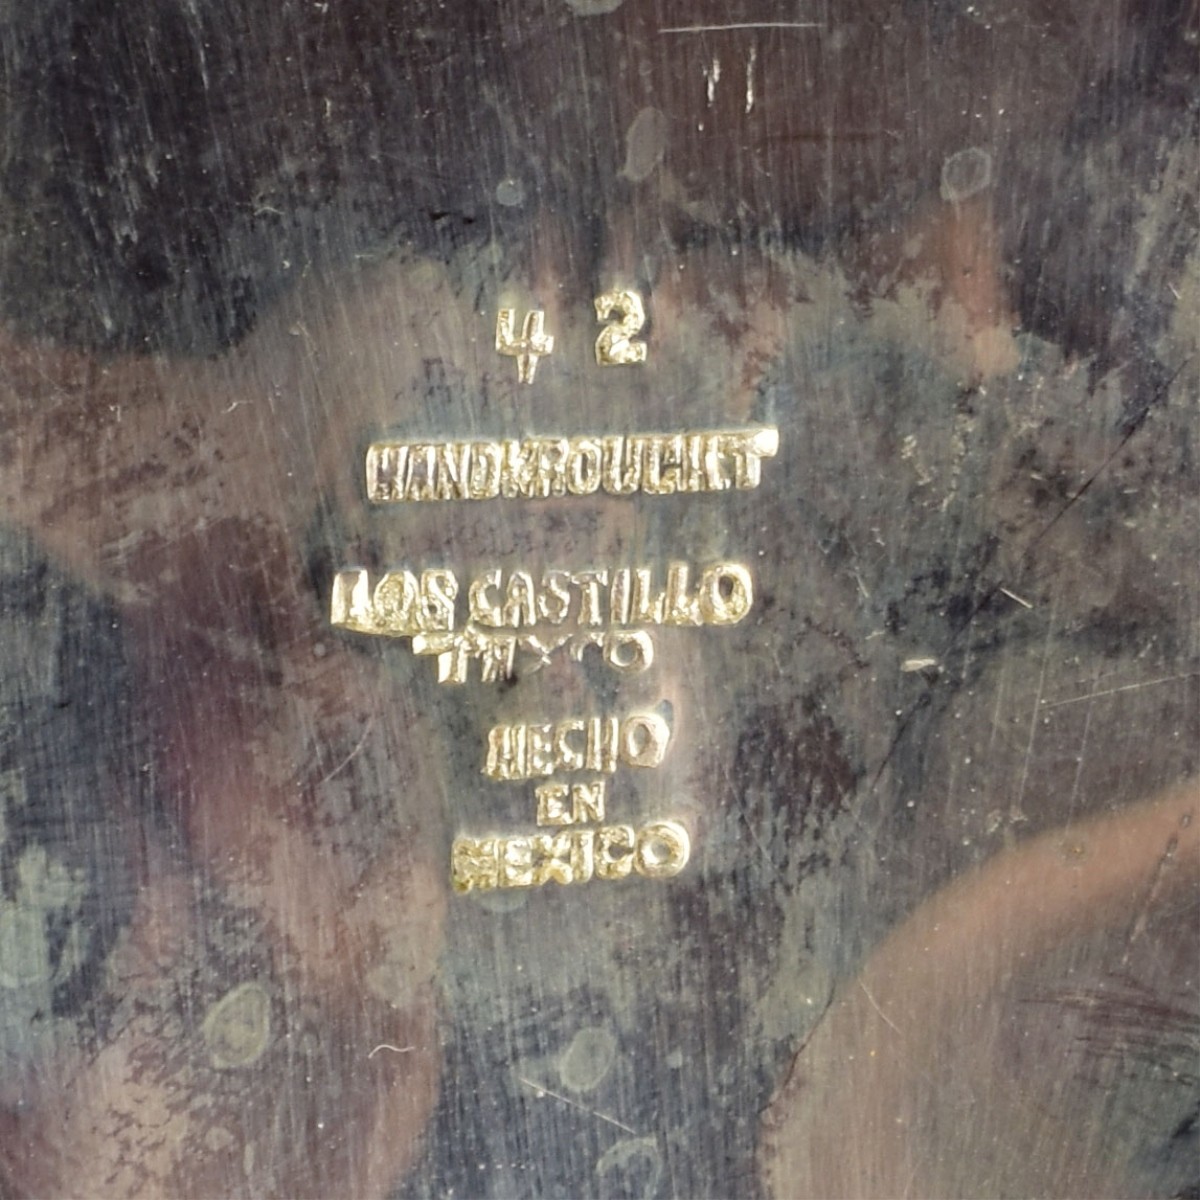 4 2
HANDWROUGHT
LOS CASTILLO
TAXCO
HECHO
EN
MEXICO